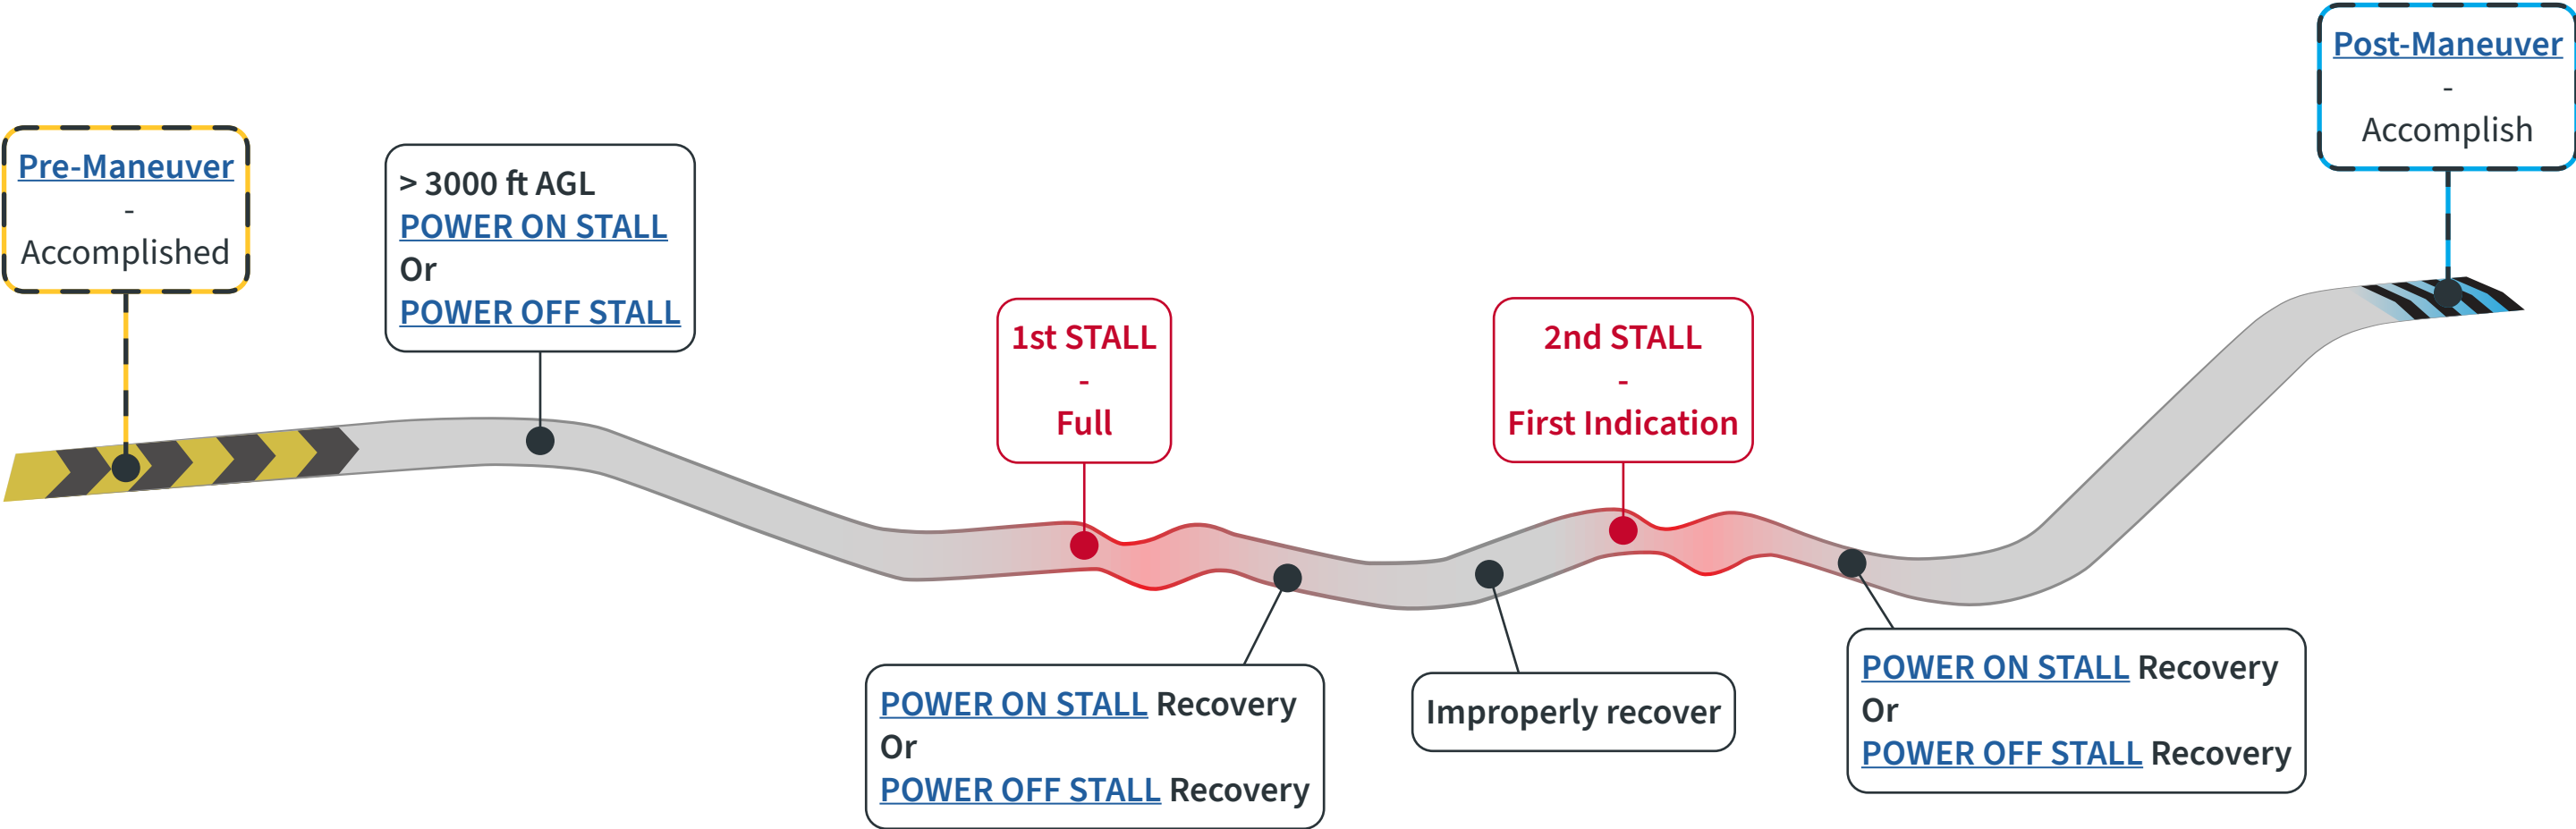 Pre-Maneuver
-
Accomplished
> 3000 ft AGL
POWER ON STALL
Or
POWER OFF STALL
1st STALL
-
Full
POWER ON STALL Recovery
Or
POWER OFF STALL Recovery
Improperly recover
2nd STALL
-
First Indication
POWER ON STALL Recovery
Or
POWER OFF STALL Recovery
Post-Maneuver
-
Accomplish